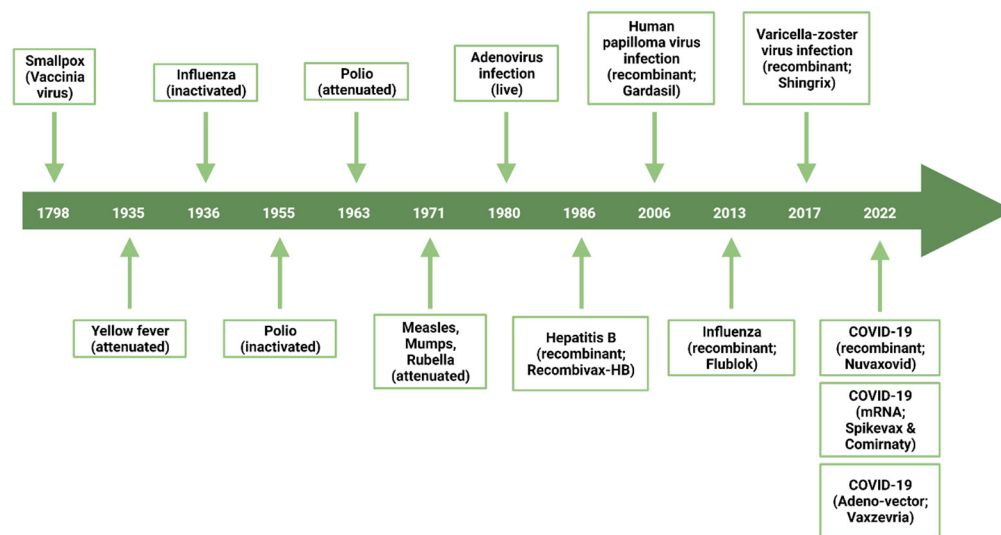 Smallpox
(Vaccinia
virus)
Influenza
(inactivated)
Polio
(attenuated)
Adenovirus
infection
(live)
Human
papilloma virus
infection
(recombinant;
Gardasil)
Varicella-zoster
virus infection
(recombinant;
Shingrix)
1798 1935 1936 1955 1963 1971 1980 1986 2006 2013 2017 2022
Yellow fever
(attenuated)
Polio
(inactivated)
Measles,
Mumps,
Rubella
(attenuated)
Hepatitis B
(recombinant;
Recombivax-HB)
Influenza
(recombinant;
Flublok)
COVID-19
(recombinant;
Nuvaxovid)
COVID-19
(mRNA;
Spikevax &
Comirnaty)
COVID-19
(Adeno-vector;
Vaxzevria)